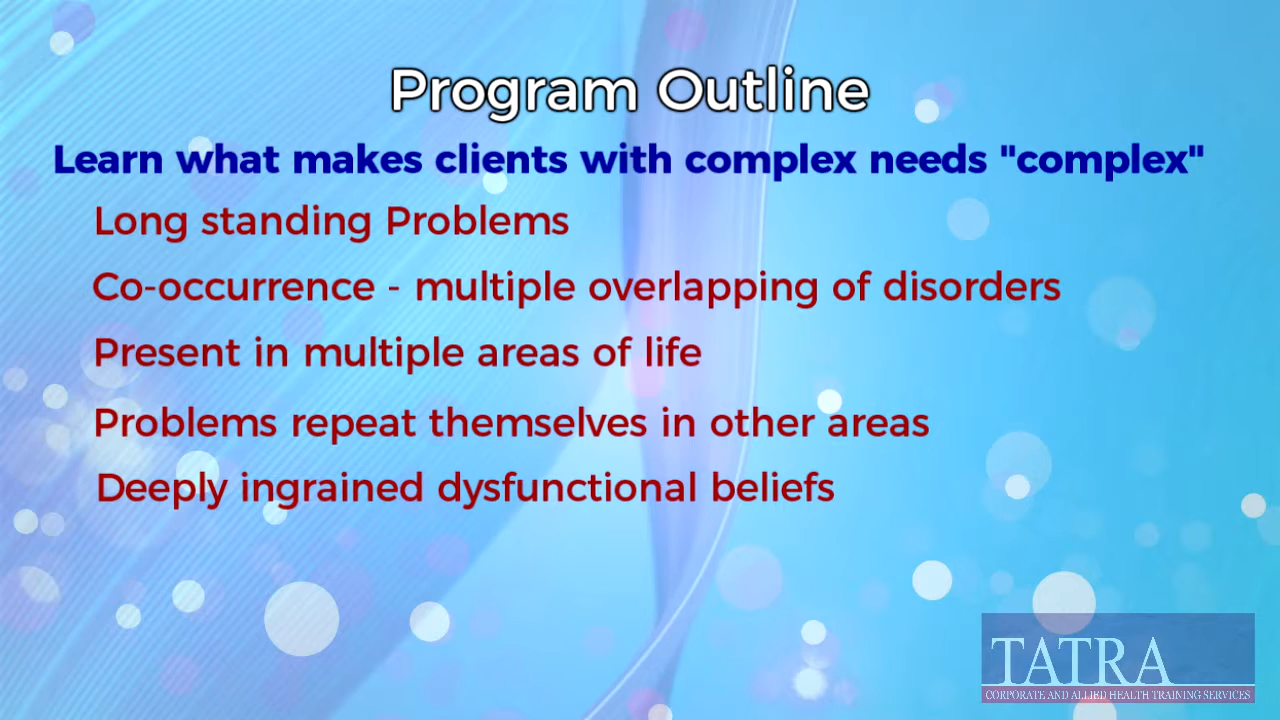 Program Outline
Learn what makes clients with complex needs "complex"
Long standing Problems
Co-occurrence - multiple overlapping of disorders
Present in multiple areas of life
Problems repeat themselves in other areas
Deeply ingrained dysfunctional beliefs
TATRA
CORPORATE AND ALLIED HEALTH TRAINING SERVICES